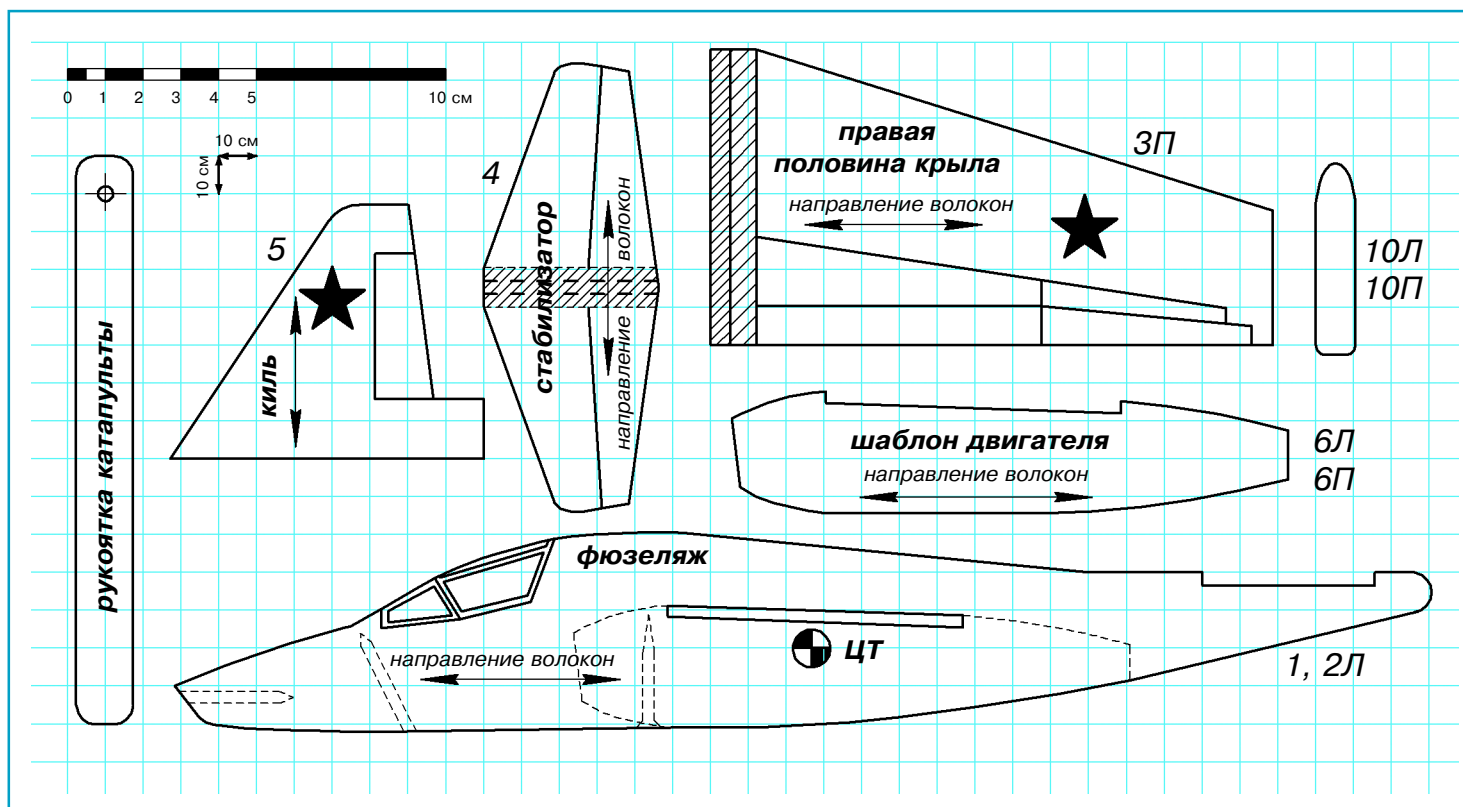 0 1 2 3 4 5 10 см
10 см
10 см
рукоятка катапульты
5
киль
4
стабилизатор
направление волокон
правая
половина крыла
3П
направление волокон
10Л
10П
шаблон двигателя
направление волокон
6Л
6П
фюзеляж
направление волокон
ЦТ
1, 2Л